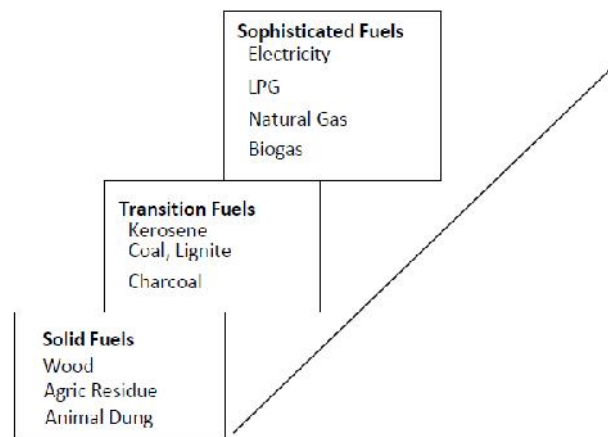 Sophisticated Fuels
Electricity
LPG
Natural Gas
Biogas
Transition Fuels
Kerosene
Coal, Lignite
Charcoal
Solid Fuels
Wood
Agric Residue
Animal Dung